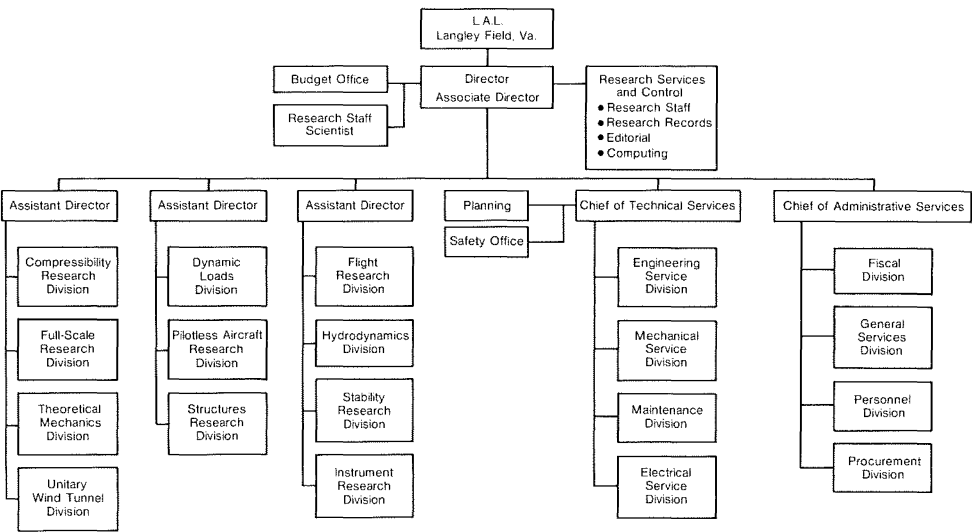 L.A.L.
Langley Field, Va.
Budget Office
Director
Associate Director
Research Staff
Scientist
Research Services
and Control
• Research Staff
• Research Records
• Editorial
• Computing
Assistant Director
Assistant Director
Assistant Director
Planning
Safety Office
Chief of Technical Services
Chief of Administrative Services
Compressibility
Research
Division
Full-Scale
Research
Division
Theoretical
Mechanics
Division
Unitary
Wind Tunnel
Division
Dynamic
Loads
Division
Pilotless Aircraft
Research
Division
Structures
Research
Division
Flight
Research
Division
Hydrodynamics
Division
Stability
Research
Division
Instrument
Research
Division
Engineering
Service
Division
Mechanical
Service
Division
Maintenance
Division
Electrical
Service
Division
Fiscal
Division
General
Services
Division
Personnel
Division
Procurement
Division